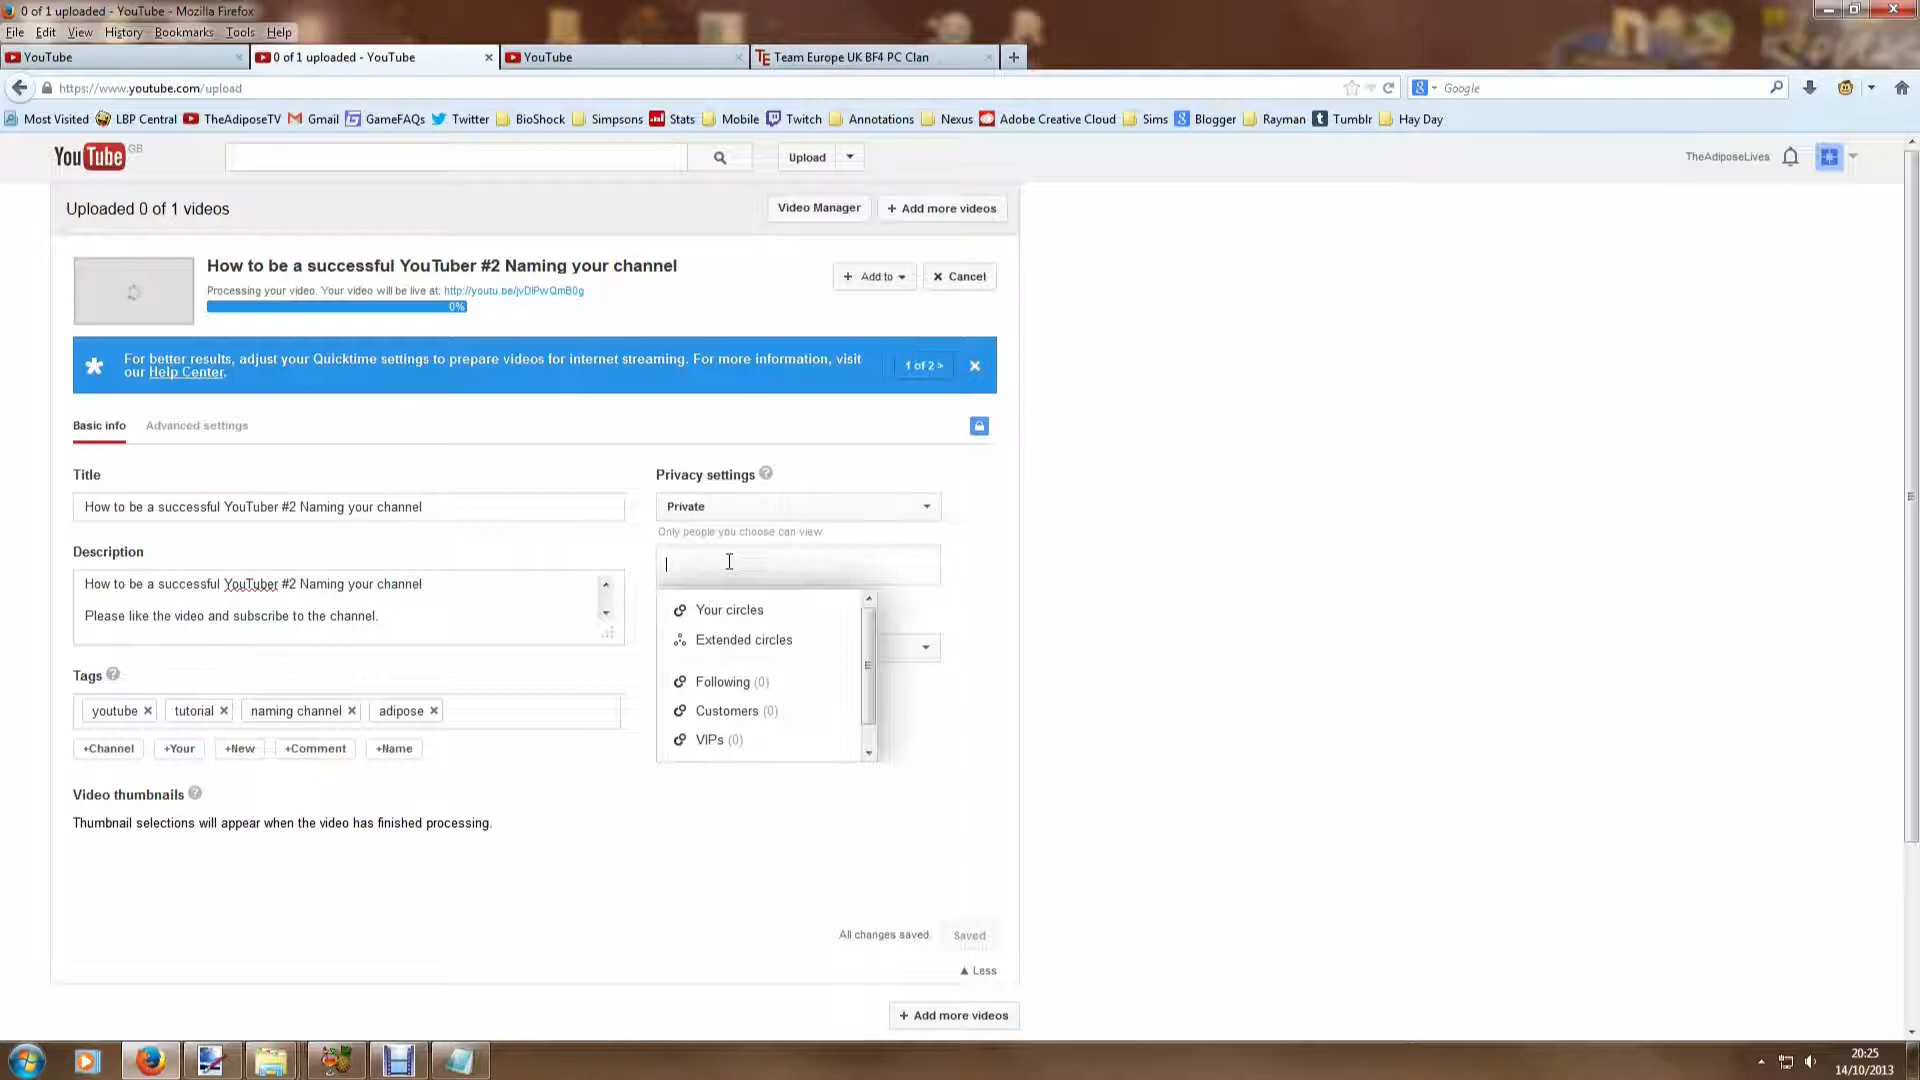 0 of 1 uploaded - YouTube - Mozilla Firefox
File Edit View History Bookmarks Tools Help
YouTube
0 of 1 uploaded - YouTube
YouTube
TE Team Europe UK BF4 PC Clan
https://www.youtube.com/upload
Google
Most Visited LBP Central TheAdiposeTV Gmail GameFAQs Twitter BioShock Simpsons Stats Mobile Twitch Annotations Nexus Adobe Creative Cloud Sims Blogger Rayman Tumblr Hay Day
YouTube GB
Upload
TheAdiposeLives
Uploaded 0 of 1 videos
Video Manager
+ Add more videos
How to be a successful YouTuber #2 Naming your channel
Processing your video. Your video will be live at: http://youtu.be/jvDlPwQmB0g
0%
+ Add to
× Cancel
For better results, adjust your Quicktime settings to prepare videos for internet streaming. For more information, visit
our Help Center.
1 of 2 >
Basic info
Advanced settings
Title
How to be a successful YouTuber #2 Naming your channel
Description
How to be a successful YouTuber #2 Naming your channel
Please like the video and subscribe to the channel.
Tags
youtube × tutorial × naming channel × adipose ×
+Channel +Your +New +Comment +Name
Video thumbnails
Thumbnail selections will appear when the video has finished processing.
Privacy settings
Private
Only people you choose can view
Your circles
Extended circles
Following (0)
Customers (0)
VIPs (0)
All changes saved.
Saved
▲ Less
+ Add more videos
20:25
14/10/2013